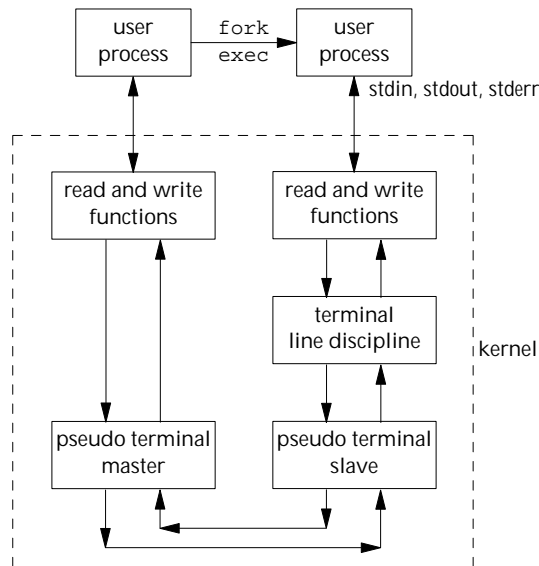 user
process
fork
exec
user
process
stdin, stdout, stderr
read and write
functions
read and write
functions
terminal
line discipline
kernel
pseudo terminal
master
pseudo terminal
slave